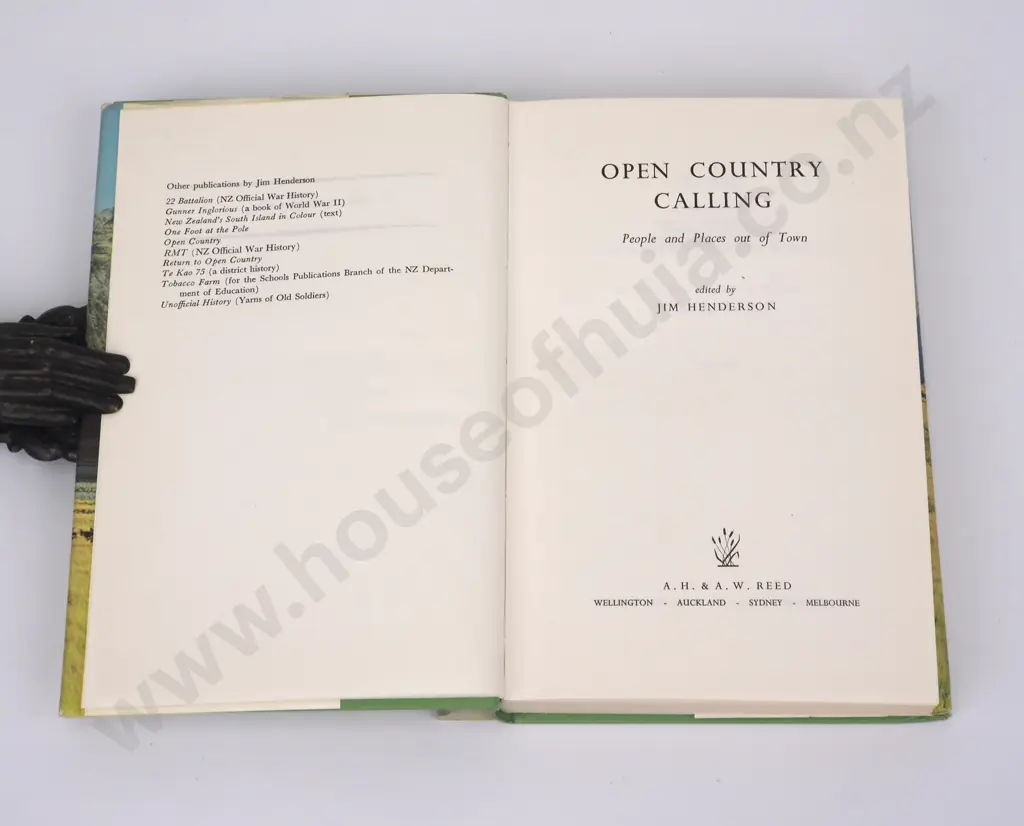 Other publications by Jim Henderson
22 Battalion (NZ Official War History)
Gunner Inglorious (a book of World War II)
New Zealand's South Island in Colour (text)
One Foot at the Pole
Open Country
RMT (NZ Official War History)
Return to Open Country
Te Kao 75 (a district history)
Tobacco Farm (for the Schools Publications Branch of the NZ Depart-
ment of Education)
Unofficial History (Yarns of Old Soldiers)
OPEN COUNTRY
CALLING
People and Places out of Town
edited by
JIM HENDERSON
A. H. & A. W. REED
WELLINGTON - AUCKLAND - SYDNEY - MELBOURNE
www.houseofhuia.co.nz